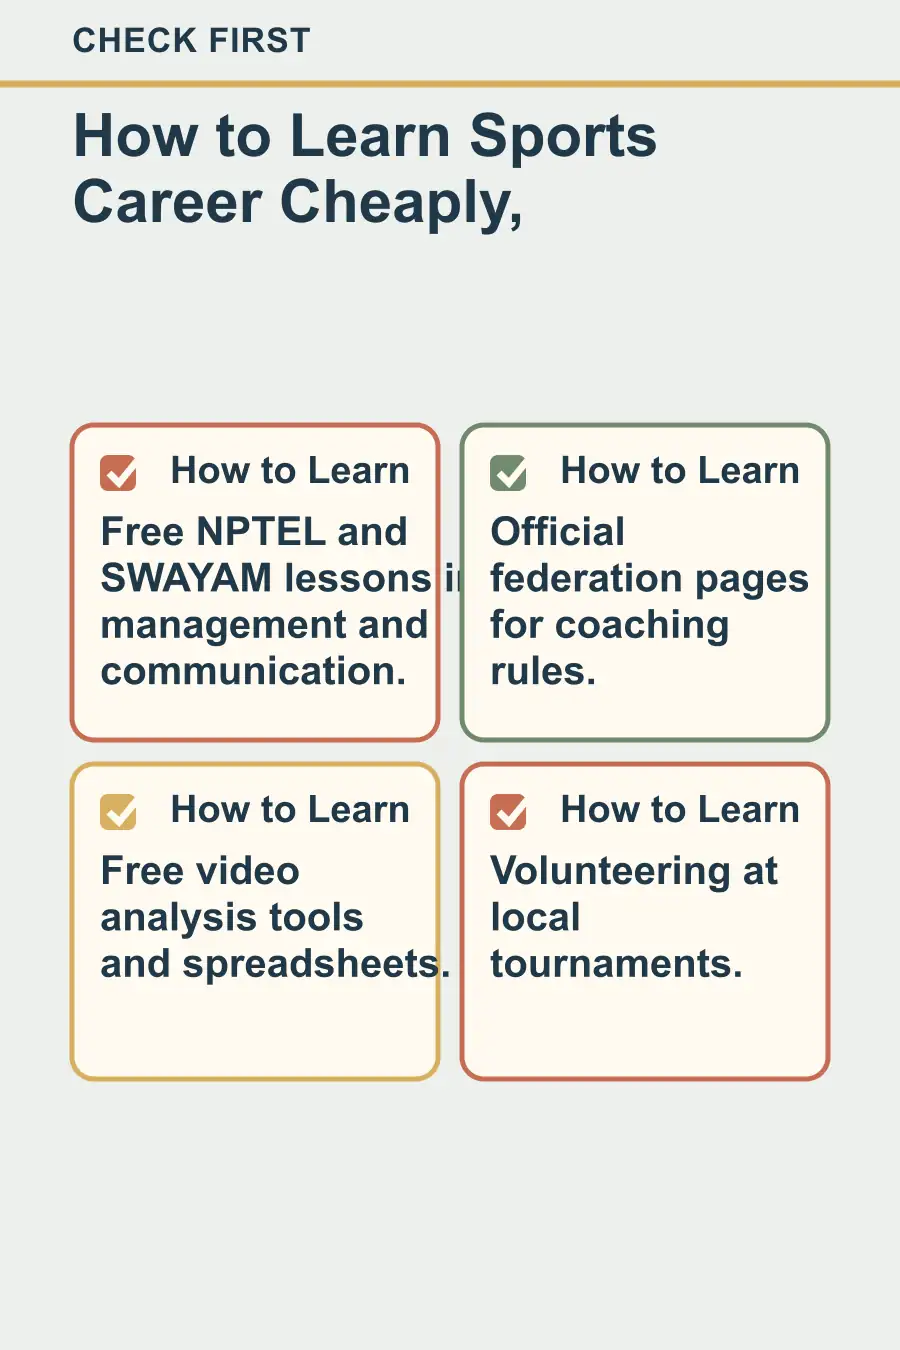 CHECK FIRST
How to Learn Sports
Career Cheaply,
How to Learn
Free NPTEL and
SWAYAM lessons
management and
communication.
How to Learn
Official
federation pages
for coaching
rules.
How to Learn
Free video
analysis tools
and spreadsheets.
How to Learn
Volunteering at
local
tournaments.